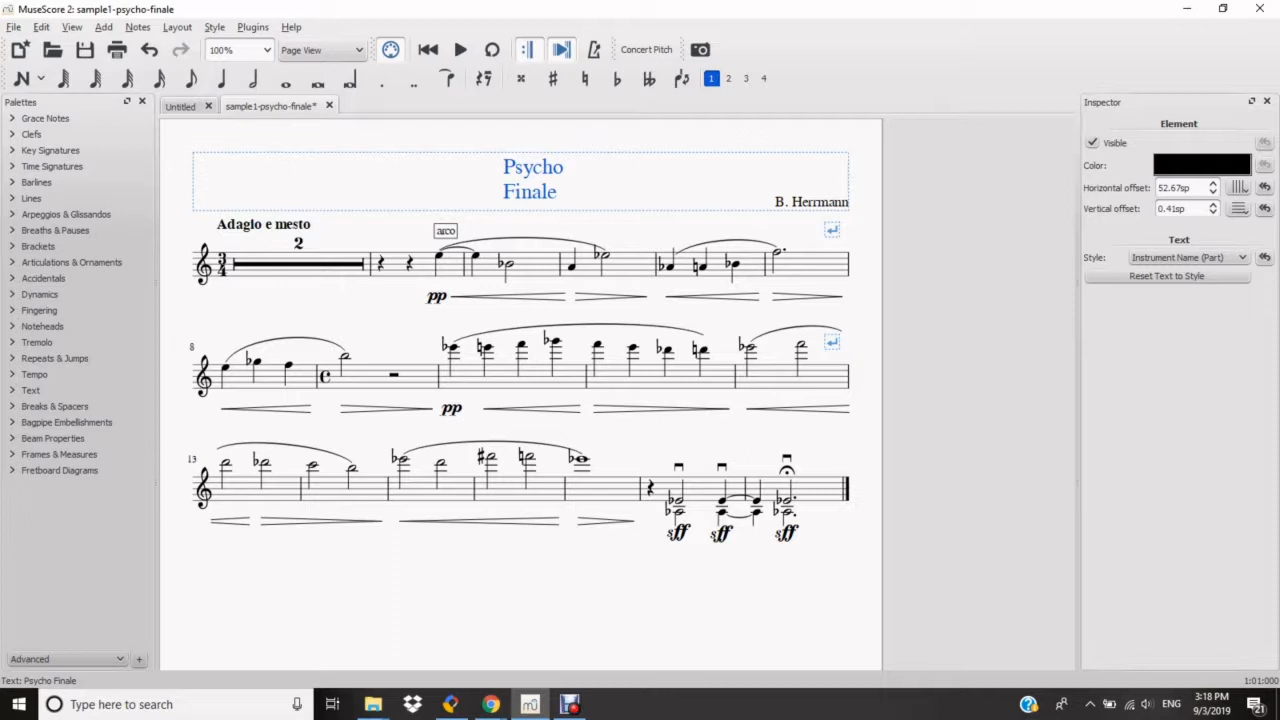 MuseScore 2: sample1-psycho-finale
File Edit View Add Notes Layout Style Plugins Help
100% Page View Concert Pitch
1 2 3 4
Palettes
Untitled sample1-psycho-finale*
Inspector
Grace Notes
Clefs
Key Signatures
Time Signatures
Barlines
Lines
Arpeggios & Glissandos
Breaths & Pauses
Brackets
Articulations & Ornaments
Accidentals
Dynamics
Fingering
Noteheads
Tremolo
Repeats & Jumps
Tempo
Text
Breaks & Spacers
Bagpipe Embellishments
Beam Properties
Frames & Measures
Fretboard Diagrams
Advanced
Psycho
Finale
B. Herrmann
Adagio e mesto
2
arco
3
4
pp
8
pp
13
sff sff sff
Element
Visible
Color:
Horizontal offset: 52.67sp
Vertical offset: 0.41sp
Text
Style: Instrument Name (Part)
Reset Text to Style
Text: Psycho Finale
1:01:000
Type here to search
ENG
3:18 PM
9/3/2019
21